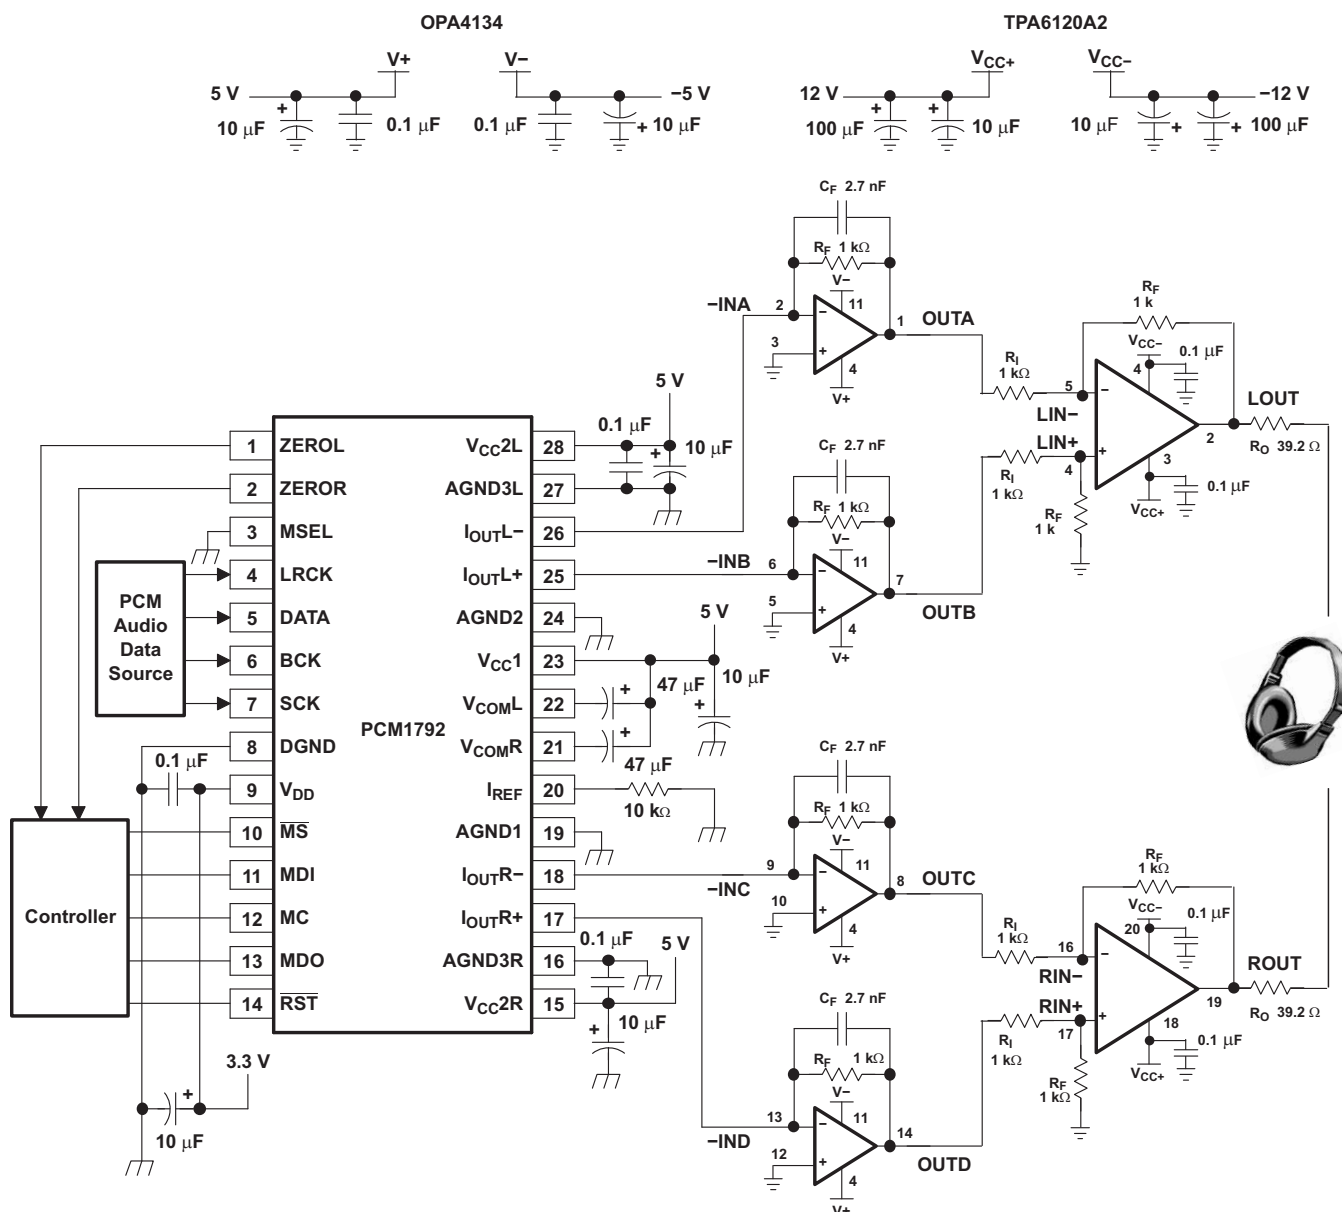 OPA4134
TPA6120A2
V+
V−
VCC+
VCC−
5 V
−5 V
12 V
−12 V
10 μF
0.1 μF
0.1 μF
10 μF
100 μF
10 μF
10 μF
100 μF
+
+
+
+
+
+
CF 2.7 nF
RF 1 kΩ
V−
11
−INA
2
3
−
+
1
OUTA
4
V+
CF 2.7 nF
RF 1 kΩ
V−
11
−INB
6
5
−
+
7
OUTB
4
V+
RI
1 kΩ
5
LIN−
LIN+
4
RI
1 kΩ
RF
1 k
RF
1 k
VCC−
4
0.1 μF
−
+
3
0.1 μF
VCC+
2
LOUT
RO 39.2 Ω
PCM1792
1 ZEROL
2 ZEROR
3 MSEL
4 LRCK
5 DATA
6 BCK
7 SCK
8 DGND
9 VDD
10 MS
11 MDI
12 MC
13 MDO
14 RST
VCC2L 28
AGND3L 27
IOUTL− 26
IOUTL+ 25
AGND2 24
VCC1 23
VCOML 22
VCOMR 21
IREF 20
AGND1 19
IOUTR− 18
IOUTR+ 17
AGND3R 16
VCC2R 15
PCM
Audio
Data
Source
Controller
0.1 μF
3.3 V
+
10 μF
5 V
0.1 μF
+
10 μF
5 V
+
47 μF
10 μF
+
+
47 μF
10 kΩ
0.1 μF
5 V
10 μF
+
CF 2.7 nF
RF 1 kΩ
V−
11
−INC
9
10
−
+
8
OUTC
4
V+
CF 2.7 nF
RF 1 kΩ
V−
11
−IND
13
12
−
+
14
OUTD
4
V+
RI
1 kΩ
16
RIN−
RIN+
17
RI
1 kΩ
RF
1 kΩ
RF
1 kΩ
VCC−
20
0.1 μF
−
+
18
0.1 μF
VCC+
19
ROUT
RO 39.2 Ω